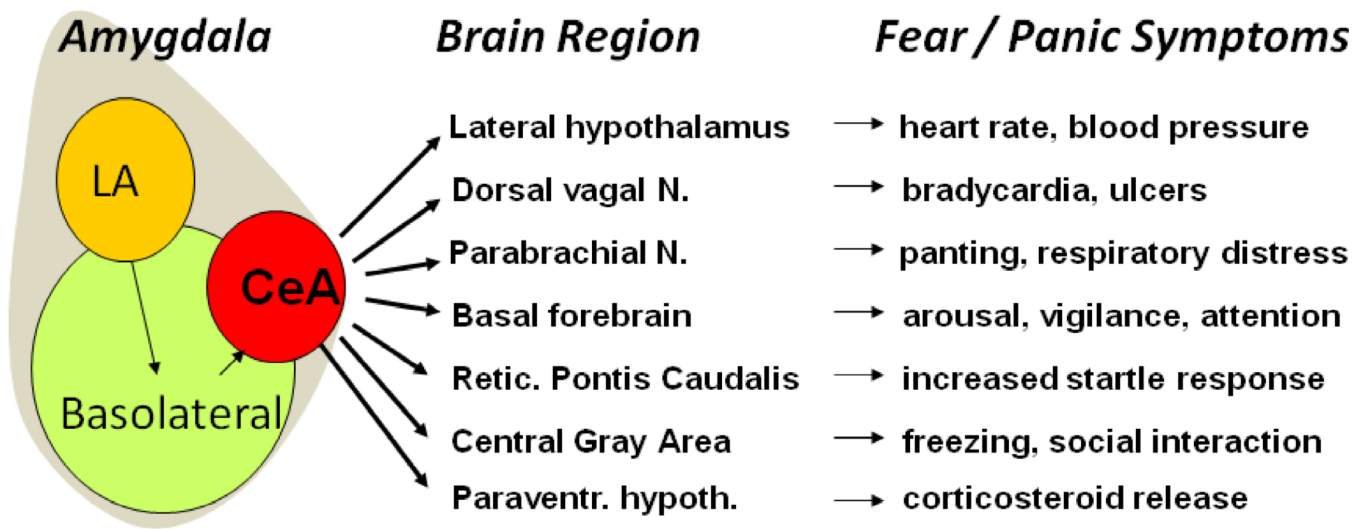 Amygdala Brain Region Fear / Panic Symptoms
LA
CeA
Basolateral
Lateral hypothalamus heart rate, blood pressure
Dorsal vagal N. bradycardia, ulcers
Parabrachial N. panting, respiratory distress
Basal forebrain arousal, vigilance, attention
Retic. Pontis Caudalis increased startle response
Central Gray Area freezing, social interaction
Paraventr. hypoth. corticosteroid release